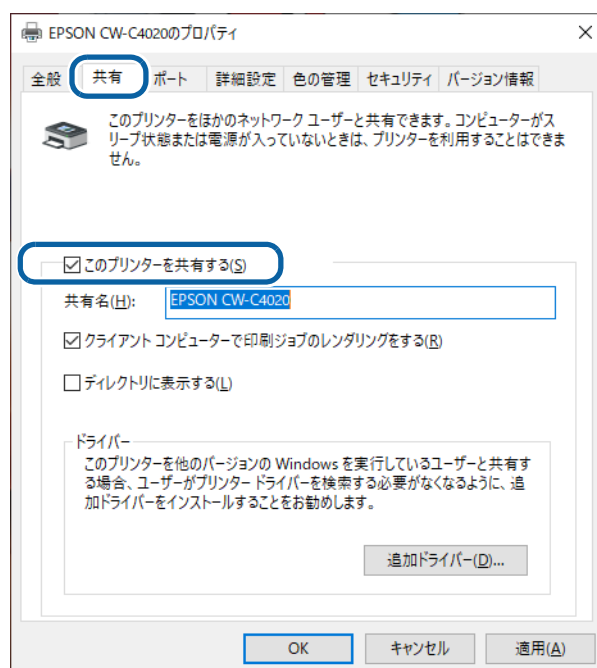 EPSON CW-C4020のプロパティ
全般 共有 ポート 詳細設定 色の管理 セキュリティ バージョン情報
このプリンターをほかのネットワーク ユーザーと共有できます。コンピューターがス
リープ状態または電源が入っていないときは、プリンターを利用することはできま
せん。
このプリンターを共有する(S)
共有名(H): EPSON CW-C4020
クライアント コンピューターで印刷ジョブのレンダリングをする(R)
ディレクトリに表示する(L)
ドライバー
このプリンターを他のバージョンの Windows を実行しているユーザーと共有す
る場合、ユーザーがプリンター ドライバーを検索する必要がなくなるように、追
加ドライバーをインストールすることをお勧めします。
追加ドライバー(D)...
OK キャンセル 適用(A)